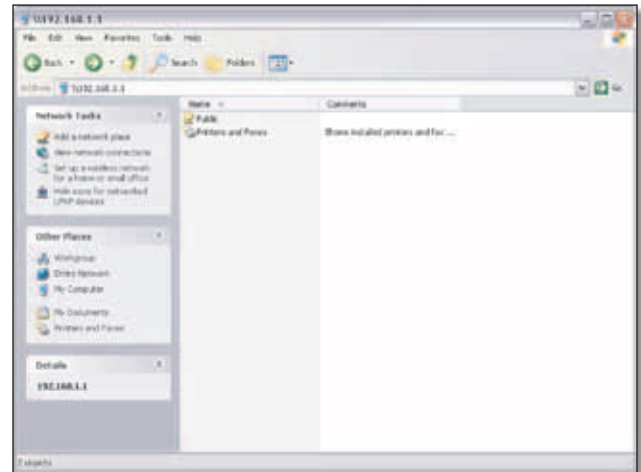 \\192.168.1.1
File Edit View Favorites Tools Help
Back Search Folders
Address \\192.168.1.1 Go
Network Tasks
Add a network place
View network connections
Set up a wireless network
for a home or small office
Hide icons for networked
UPnP devices
Other Places
Workgroup
Entire Network
My Computer
My Documents
Printers and Faxes
Details
192.168.1.1
Name Comments
Public
Printers and Faxes Shows installed printers and fax ...
objects